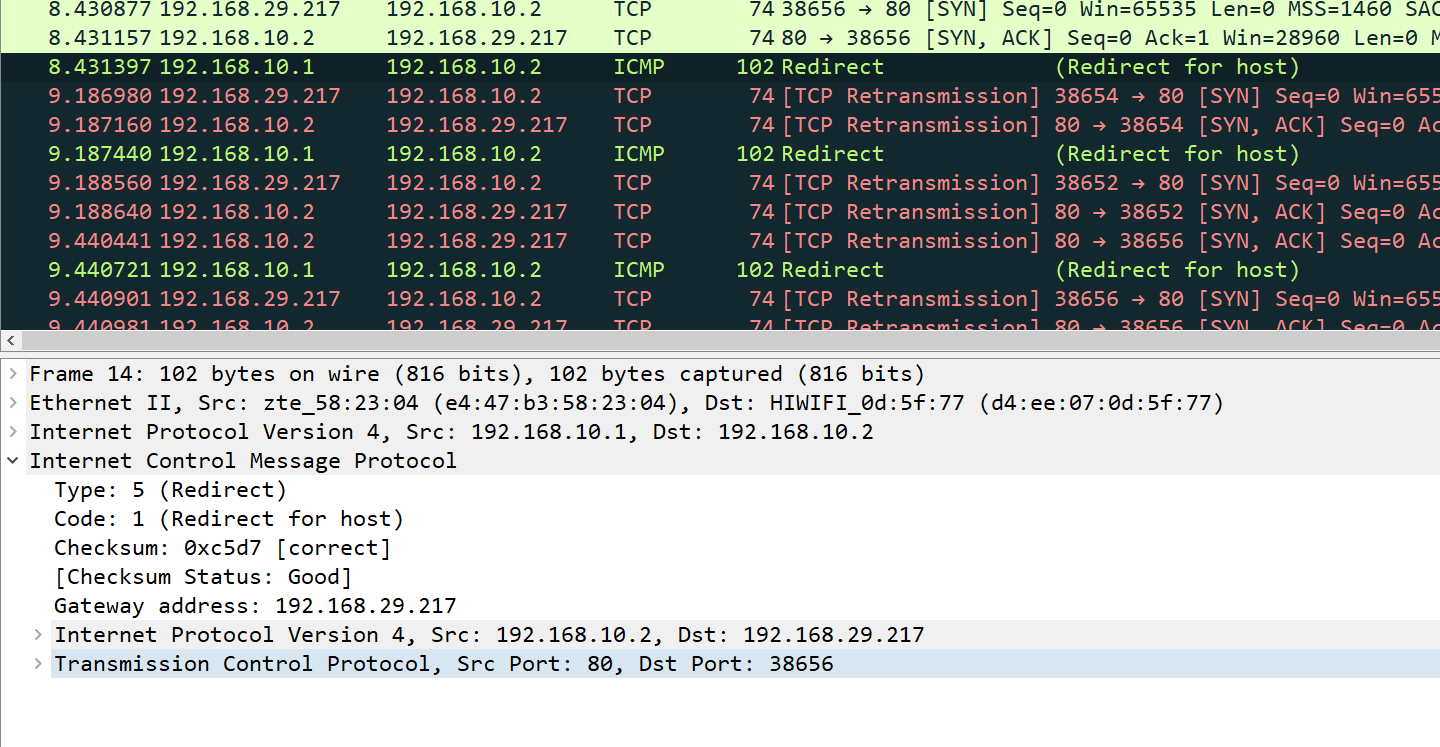 8.430877 192.168.29.217 192.168.10.2 TCP 74 38656 → 80 [SYN] Seq=0 Win=65535 Len=0 MSS=1460 SAC
8.431157 192.168.10.2 192.168.29.217 TCP 74 80 → 38656 [SYN, ACK] Seq=0 Ack=1 Win=28960 Len=0 M
8.431397 192.168.10.1 192.168.10.2 ICMP 102 Redirect (Redirect for host)
9.186980 192.168.29.217 192.168.10.2 TCP 74 [TCP Retransmission] 38654 → 80 [SYN] Seq=0 Win=655
9.187160 192.168.10.2 192.168.29.217 TCP 74 [TCP Retransmission] 80 → 38654 [SYN, ACK] Seq=0 Ac
9.187440 192.168.10.1 192.168.10.2 ICMP 102 Redirect (Redirect for host)
9.188560 192.168.29.217 192.168.10.2 TCP 74 [TCP Retransmission] 38652 → 80 [SYN] Seq=0 Win=655
9.188640 192.168.10.2 192.168.29.217 TCP 74 [TCP Retransmission] 80 → 38652 [SYN, ACK] Seq=0 Ac
9.440441 192.168.10.2 192.168.29.217 TCP 74 [TCP Retransmission] 80 → 38656 [SYN, ACK] Seq=0 Ac
9.440721 192.168.10.1 192.168.10.2 ICMP 102 Redirect (Redirect for host)
9.440901 192.168.29.217 192.168.10.2 TCP 74 [TCP Retransmission] 38656 → 80 [SYN] Seq=0 Win=655
9.440981 192.168.10.2 192.168.29.217 TCP 74 [TCP Retransmission] 80 → 38656 [SYN, ACK] Seq=0 Ac
Frame 14: 102 bytes on wire (816 bits), 102 bytes captured (816 bits)
Ethernet II, Src: zte_58:23:04 (e4:47:b3:58:23:04), Dst: HIWIFI_0d:5f:77 (d4:ee:07:0d:5f:77)
Internet Protocol Version 4, Src: 192.168.10.1, Dst: 192.168.10.2
Internet Control Message Protocol
Type: 5 (Redirect)
Code: 1 (Redirect for host)
Checksum: 0xc5d7 [correct]
[Checksum Status: Good]
Gateway address: 192.168.29.217
Internet Protocol Version 4, Src: 192.168.10.2, Dst: 192.168.29.217
Transmission Control Protocol, Src Port: 80, Dst Port: 38656